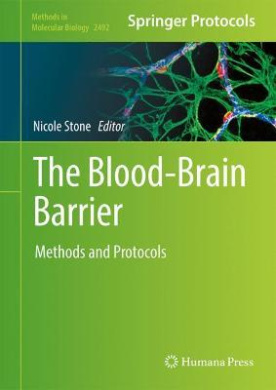 Methods in
Molecular Biology 2492
Springer Protocols
Nicole Stone Editor
The Blood-Brain
Barrier
Methods and Protocols
Humana Press